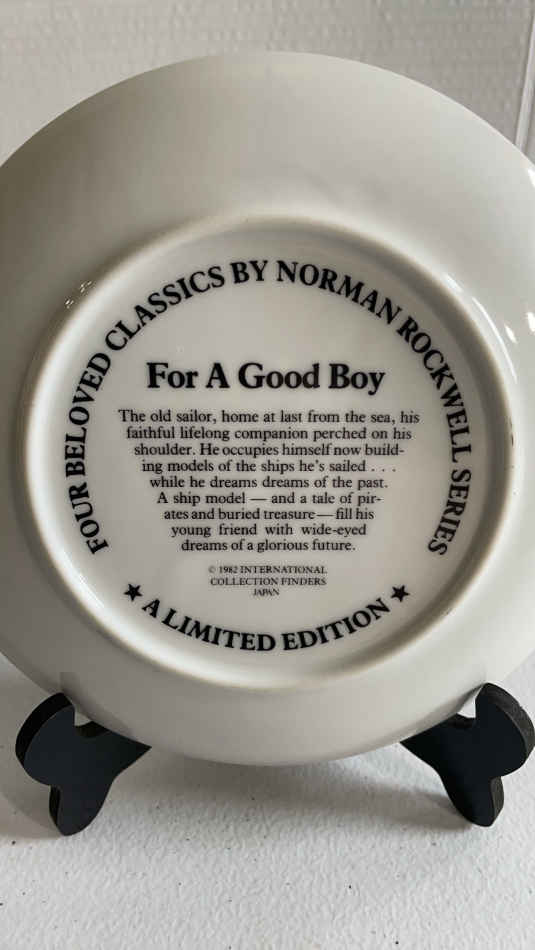 FOUR BELOVED CLASSICS BY NORMAN ROCKWELL SERIES
For A Good Boy
The old sailor, home at last from the sea, his
faithful lifelong companion perched on his
shoulder. He occupies himself now build-
ing models of the ships he's sailed . . .
while he dreams dreams of the past.
A ship model — and a tale of pir-
ates and buried treasure — fill his
young friend with wide-eyed
dreams of a glorious future.
© 1982 INTERNATIONAL
COLLECTION FINDERS
JAPAN
★ A LIMITED EDITION ★